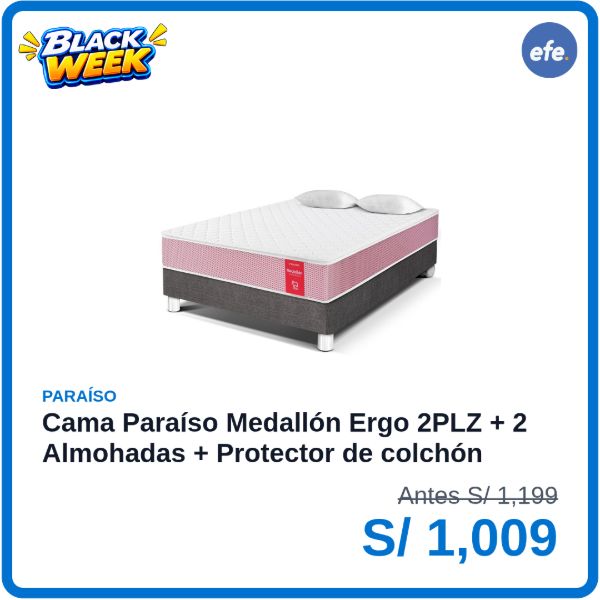 BLACK
WEEK
efe.
PARAÍSO
Cama Paraíso Medallón Ergo 2PLZ + 2
Almohadas + Protector de colchón
Antes S/ 1,199
S/ 1,009